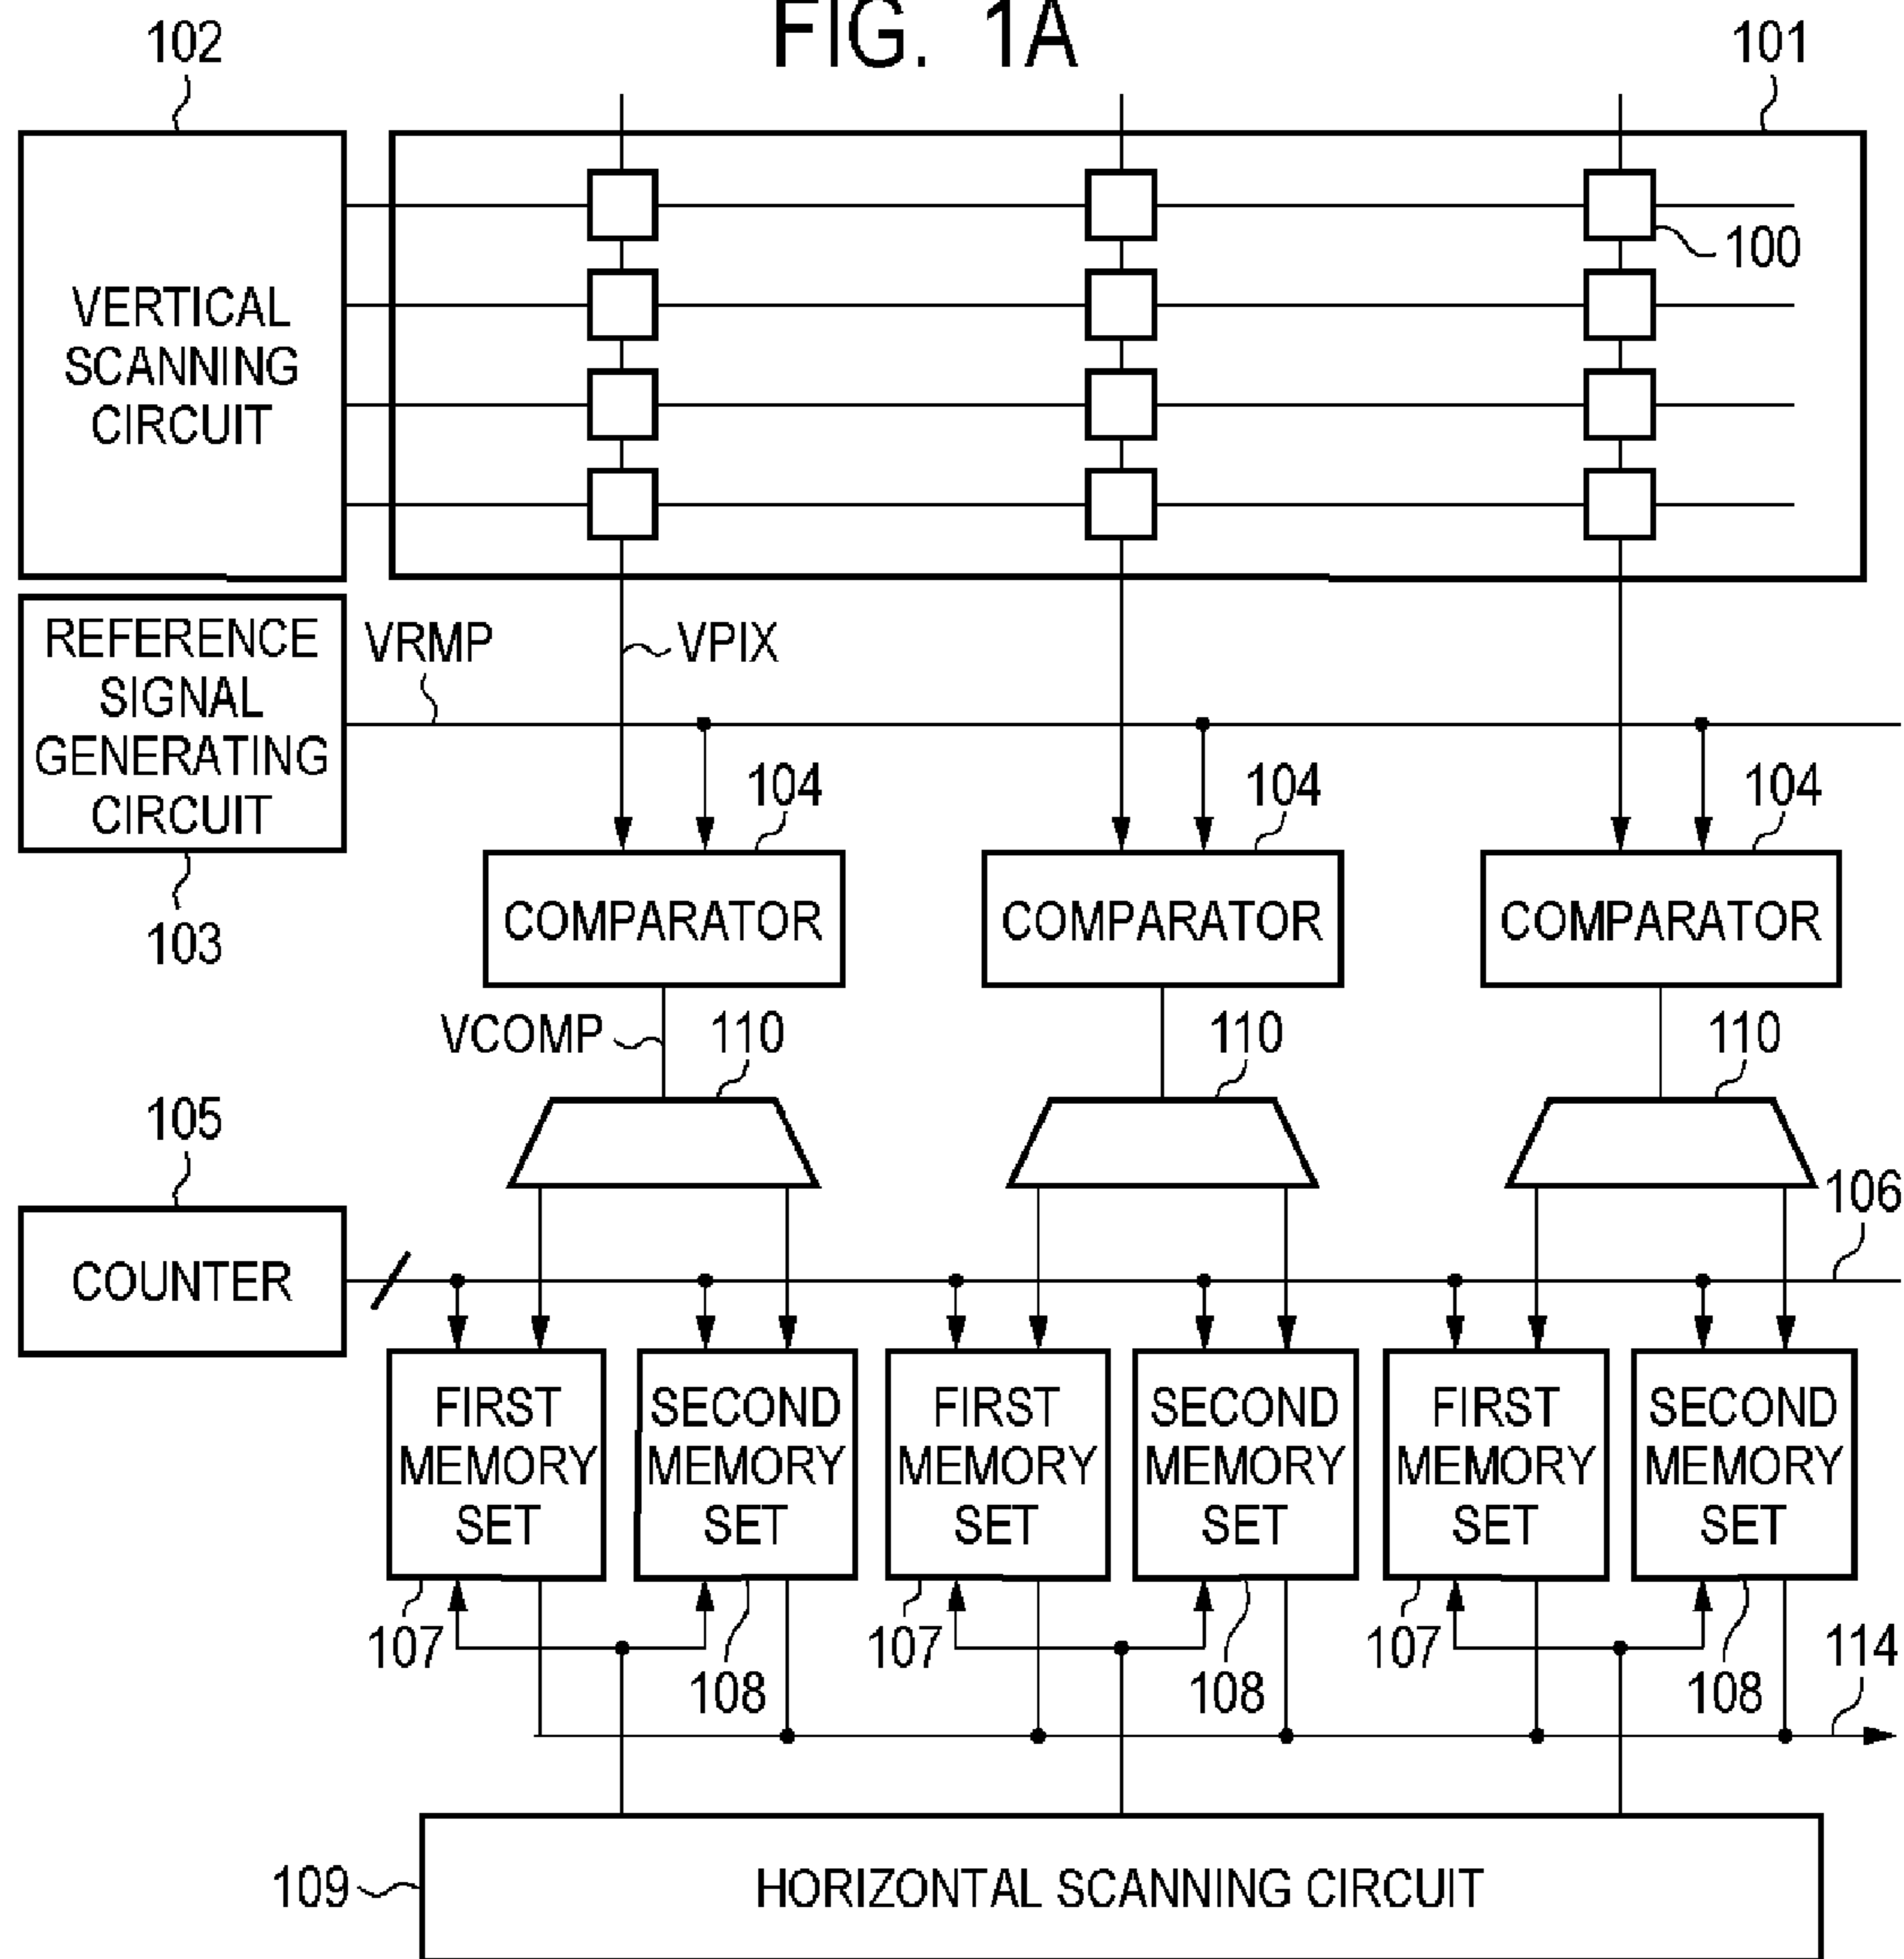 FIG. 1A
102
101
100
VERTICAL
SCANNING
CIRCUIT
REFERENCE
SIGNAL
GENERATING
CIRCUIT
103
VRMP
VPIX
104
104
104
COMPARATOR
COMPARATOR
COMPARATOR
VCOMP
110
110
110
105
106
COUNTER
FIRST
MEMORY
SET
SECOND
MEMORY
SET
FIRST
MEMORY
SET
SECOND
MEMORY
SET
FIRST
MEMORY
SET
SECOND
MEMORY
SET
107
108
107
108
107
108
114
109
HORIZONTAL SCANNING CIRCUIT